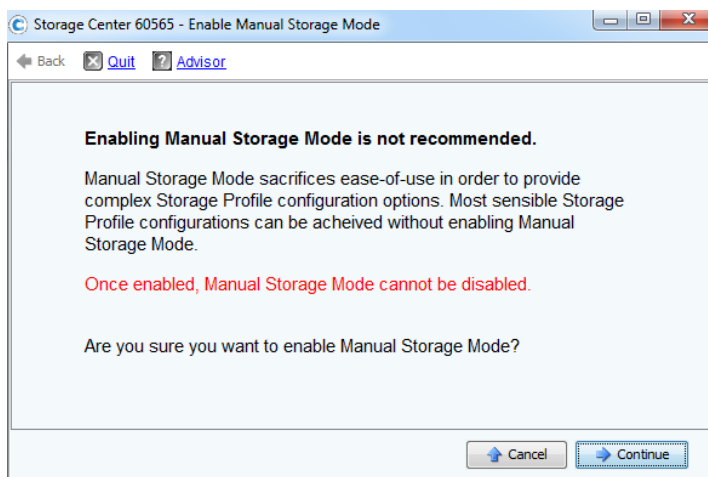 Storage Center 60565 - Enable Manual Storage Mode
Back Quit ? Advisor
Enabling Manual Storage Mode is not recommended.
Manual Storage Mode sacrifices ease-of-use in order to provide
complex Storage Profile configuration options. Most sensible Storage
Profile configurations can be acheived without enabling Manual
Storage Mode.
Once enabled, Manual Storage Mode cannot be disabled.
Are you sure you want to enable Manual Storage Mode?
Cancel Continue